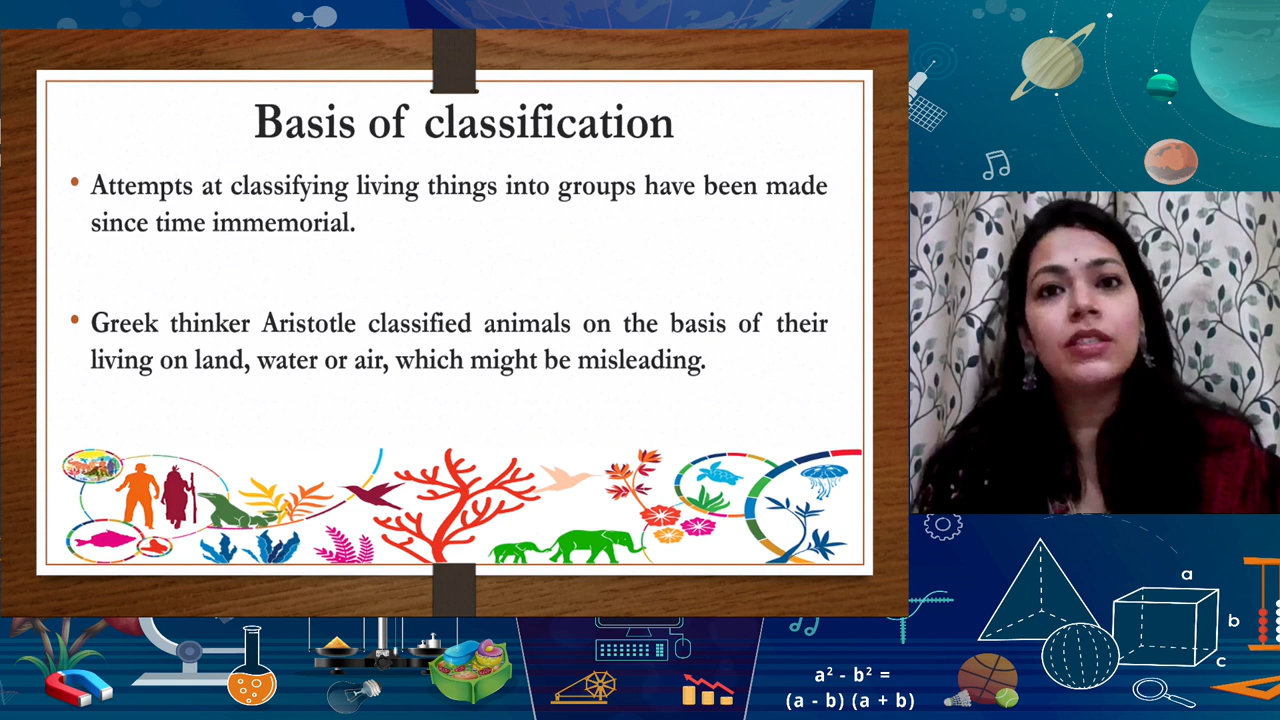 Basis of classification
• Attempts at classifying living things into groups have been made
since time immemorial.
• Greek thinker Aristotle classified animals on the basis of their
living on land, water or air, which might be misleading.
a
b
c
a² - b² =
(a - b) (a + b)